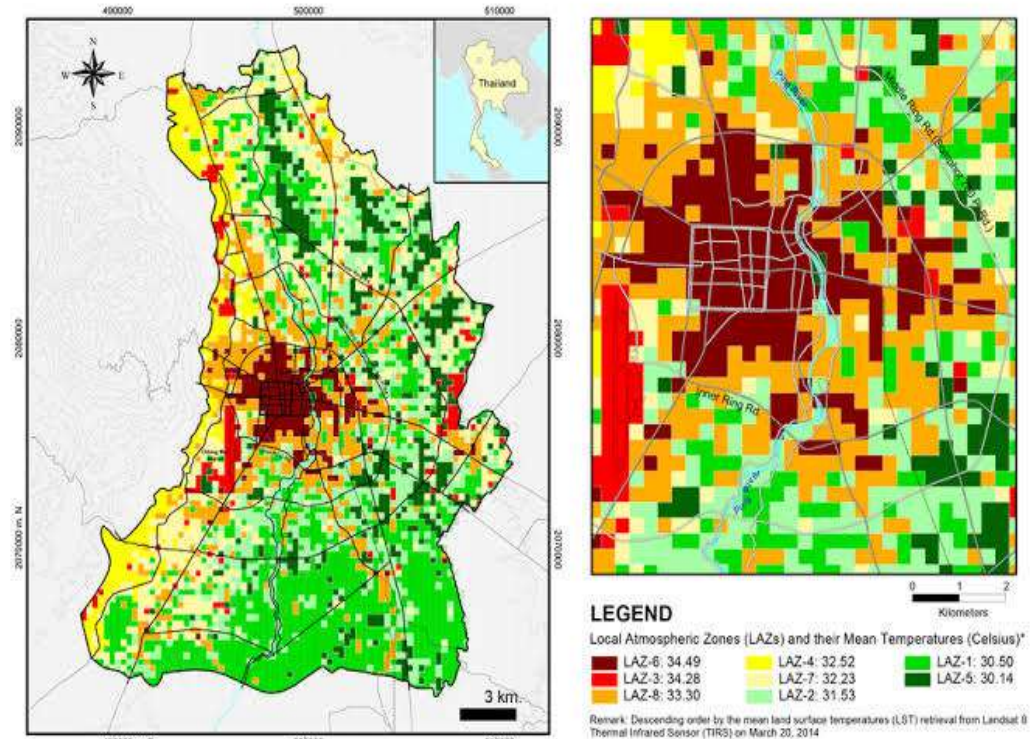 490000
500000
510000
N
W
E
S
Thailand
2090000
2090000
2080000
2080000
2070000 m. N
2070000
3 km.
Ping River
Middle Ring Rd.
Inner Ring Rd.
Ping River
0 1 2
Kilometers
LEGEND
Local Atmospheric Zones (LAZs) and their Mean Temperatures (Celsius)*
LAZ-6: 34.49
LAZ-3: 34.28
LAZ-8: 33.30
LAZ-4: 32.52
LAZ-7: 32.23
LAZ-2: 31.53
LAZ-1: 30.50
LAZ-5: 30.14
Remark: Descending order by the mean land surface temperatures (LST) retrieval from Landsat 8
Thermal Infrared Sensor (TIRS) on March 20, 2014